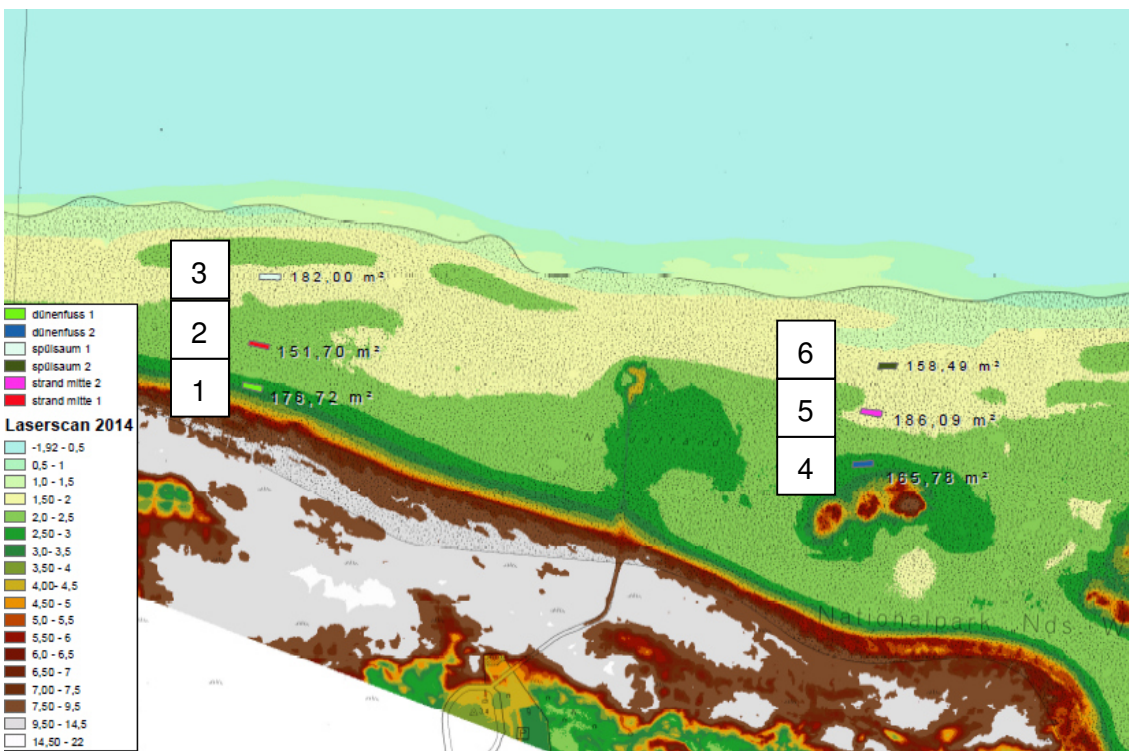 3
182,00 m²
2
151,70 m²
1
176,72 m²
6
158,49 m²
5
186,09 m²
4
165,78 m²
dünenfuss 1
dünenfuss 2
spülsaum 1
spülsaum 2
strand mitte 2
strand mitte 1
Laserscan 2014
-1,92 - 0,5
0,5 - 1
1,0 - 1,5
1,50 - 2
2,0 - 2,5
2,50 - 3
3,0 - 3,5
3,50 - 4
4,00- 4,5
4,50 - 5
5,0 - 5,5
5,50 - 6
6,0 - 6,5
6,50 - 7
7,00 - 7,5
7,50 - 9,5
9,50 - 14,5
14,50 - 22
Nordstrand
Nationalpark Nds W